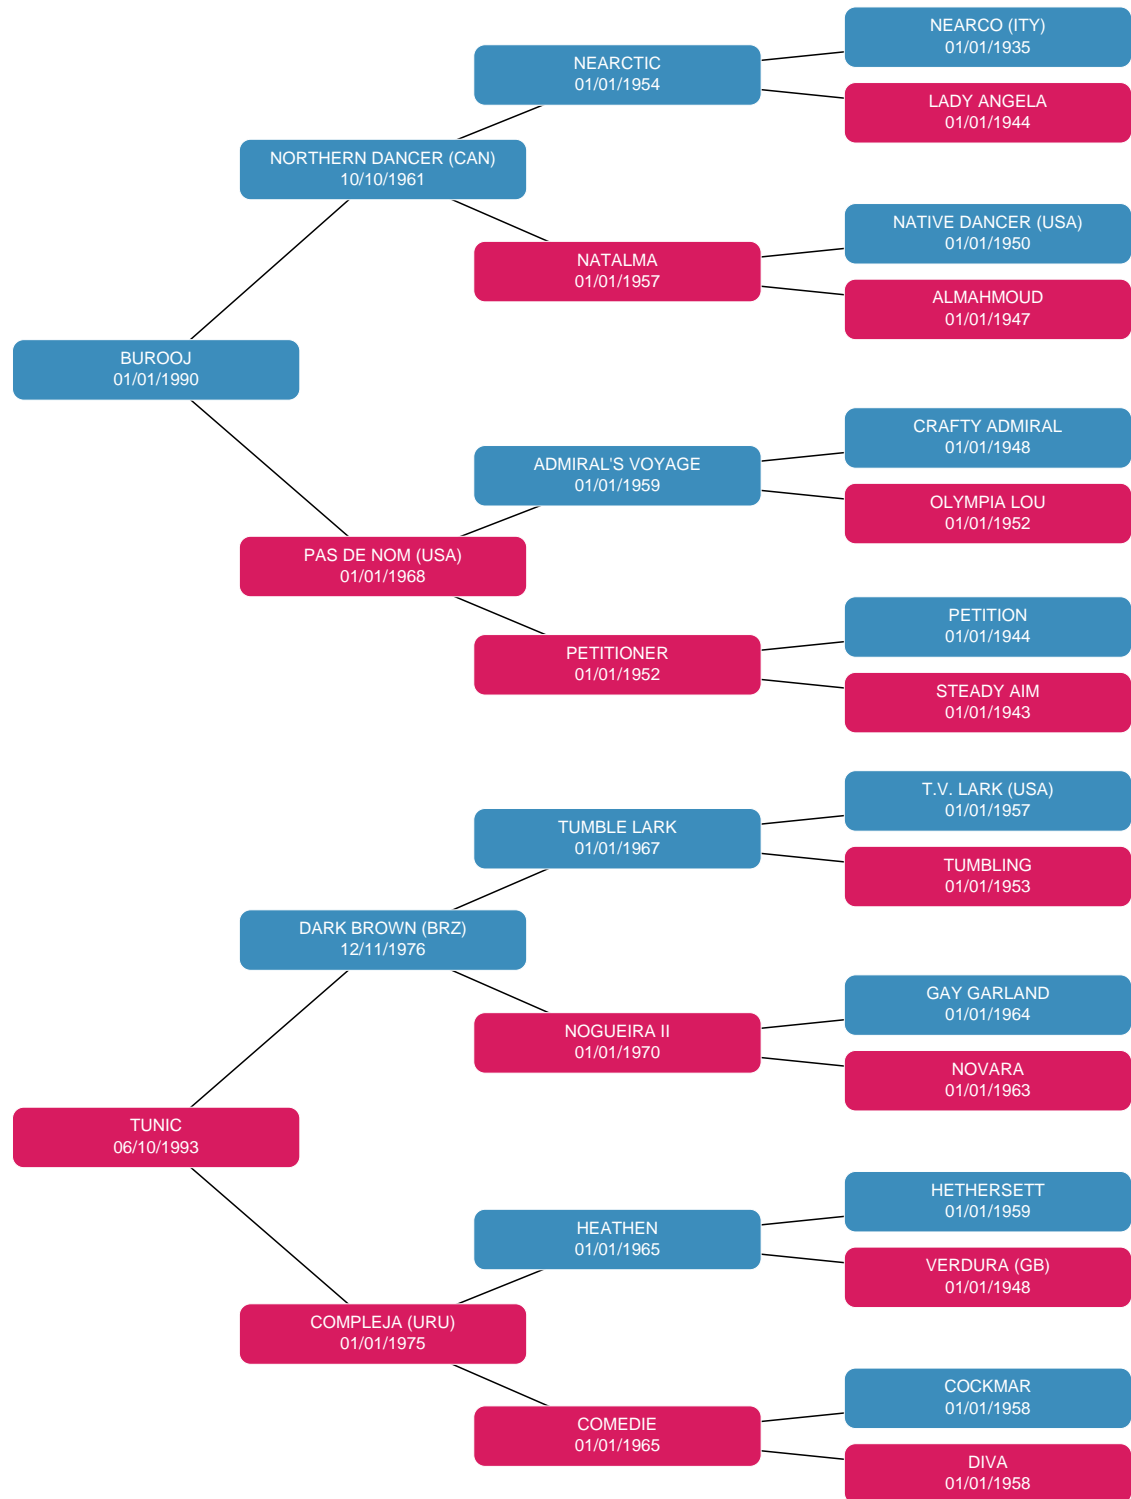 NEARCO (ITY)
01/01/1935
NEARCTIC
01/01/1954
LADY ANGELA
01/01/1944
NORTHERN DANCER (CAN)
10/10/1961
NATIVE DANCER (USA)
01/01/1950
NATALMA
01/01/1957
ALMAHMOUD
01/01/1947
BUROOJ
01/01/1990
CRAFTY ADMIRAL
01/01/1948
ADMIRAL'S VOYAGE
01/01/1959
OLYMPIA LOU
01/01/1952
PAS DE NOM (USA)
01/01/1968
PETITION
01/01/1944
PETITIONER
01/01/1952
STEADY AIM
01/01/1943
T.V. LARK (USA)
01/01/1957
TUMBLE LARK
01/01/1967
TUMBLING
01/01/1953
DARK BROWN (BRZ)
12/11/1976
GAY GARLAND
01/01/1964
NOGUEIRA II
01/01/1970
NOVARA
01/01/1963
TUNIC
06/10/1993
HETHERSETT
01/01/1959
HEATHEN
01/01/1965
VERDURA (GB)
01/01/1948
COMPLEJA (URU)
01/01/1975
COCKMAR
01/01/1958
COMEDIE
01/01/1965
DIVA
01/01/1958